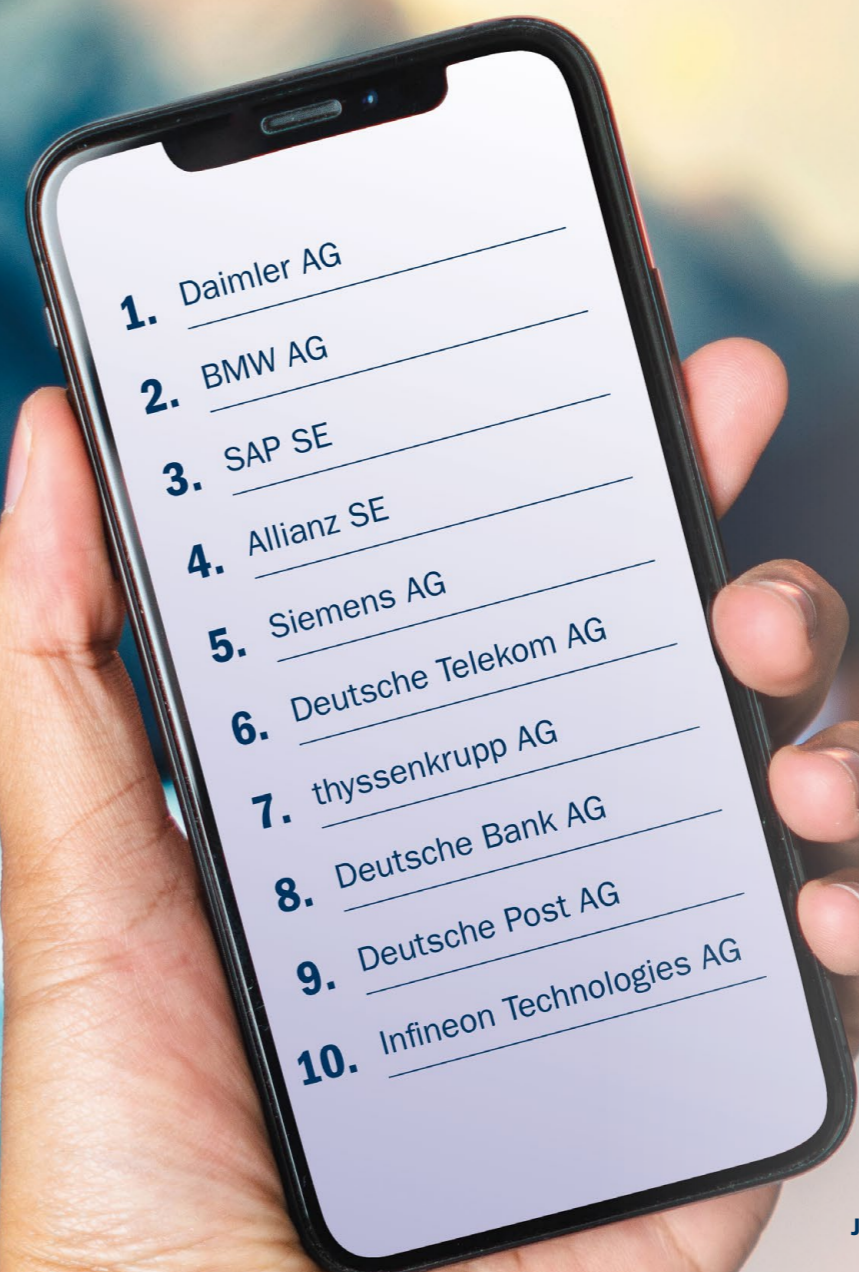 1. Daimler AG
2. BMW AG
3. SAP SE
4. Allianz SE
5. Siemens AG
6. Deutsche Telekom AG
7. thyssenkrupp AG
8. Deutsche Bank AG
9. Deutsche Post AG
10. Infineon Technologies AG
J